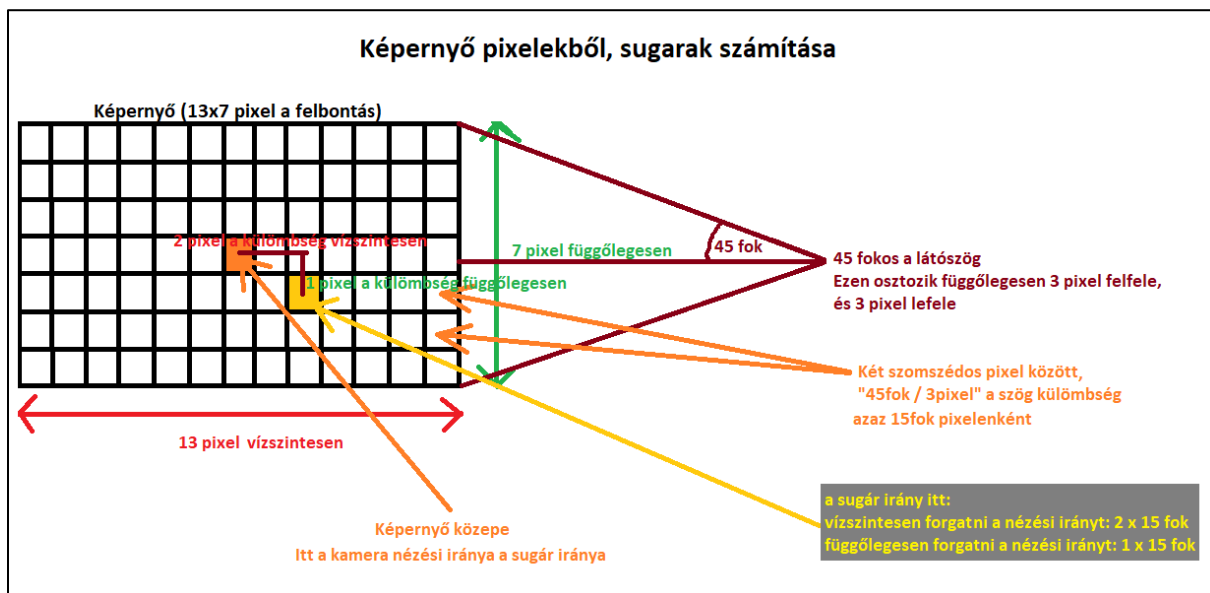 Képernyő pixelekből, sugarak számítása
Képernyő (13x7 pixel a felbontás)
2 pixel a külömbség vízszintesen
1 pixel a külömbség függőlegesen
7 pixel függőlegesen
45 fok
45 fokos a látószög
Ezen osztozik függőlegesen 3 pixel felfele,
és 3 pixel lefele
Két szomszédos pixel között,
"45fok / 3pixel" a szög külömbség
azaz 15fok pixelenként
13 pixel vízszintesen
Képernyő közepe
Itt a kamera nézési iránya a sugár iránya
a sugár irány itt:
vízszintesen forgatni a nézési irányt: 2 x 15 fok
függőlegesen forgatni a nézési irányt: 1 x 15 fok